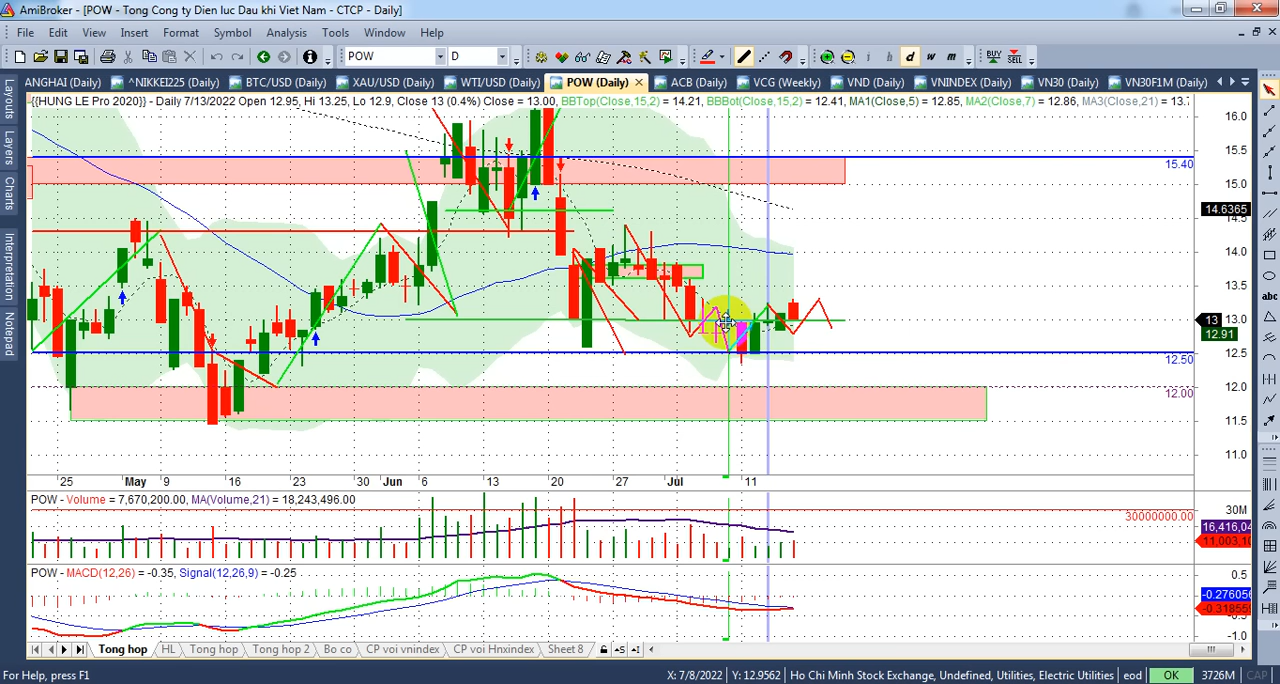 AmiBroker - [POW - Tong Cong ty Dien luc Dau khi Viet Nam - CTCP - Daily]
File Edit View Insert Format Symbol Analysis Tools Window Help
POW D d w m BUY SELL
ANGHAI (Daily) ^NIKKEI225 (Daily) BTC/USD (Daily) XAU/USD (Daily) WTI/USD (Daily) POW (Daily) ACB (Daily) VCG (Weekly) VND (Daily) VNINDEX (Daily) VN30 (Daily) VN30F1M (Daily)
{{HUNG LE Pro 2020}} - Daily 7/13/2022 Open 12.95, Hi 13.25, Lo 12.9, Close 13 (0.4%) Close = 13.00, BBTop(Close,15,2) = 14.21, BBBot(Close,15,2) = 12.41, MA1(Close,5) = 12.85, MA2(Close,7) = 12.86, MA3(Close,21) = 13.7
Layouts
Layers
Charts
Interpretation
Notepad
16.0
15.5
15.40
15.0
14.6365
14.5
14.0
13.5
13.0
13
12.91
12.5
12.50
12.0
12.00
11.5
11.0
25 May 9 16 23 30 Jun 6 13 20 27 Jul 11
POW - Volume = 7,670,200.00, MA(Volume,21) = 18,243,496.00
30M
30000000.00
16,416,04
11,003,10
POW - MACD(12,26) = -0.35, Signal(12,26,9) = -0.25
0.5
-0.276056
-0.318559
-1.0
Tong hop HL Tong hop Tong hop 2 Bo co CP voi vnindex CP voi Hnxindex Sheet 8
abc
For Help, press F1 X: 7/8/2022 Y: 12.9562 Ho Chi Minh Stock Exchange, Undefined, Utilities, Electric Utilities eod OK 3726M CAP